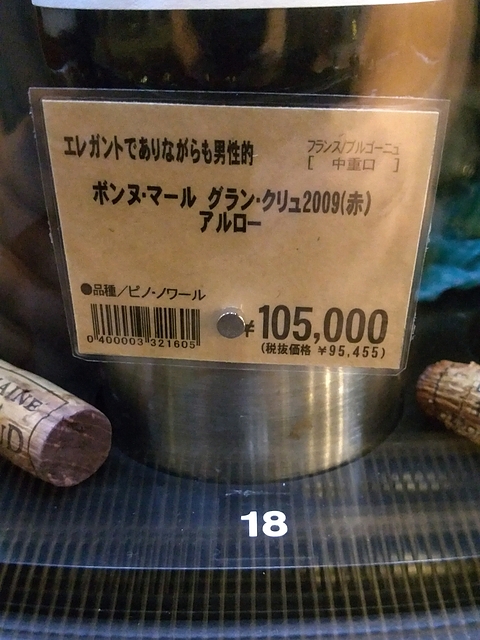 エレガントでありながらも男性的
フランス/ブルゴーニュ
[ 中重口 ]
ボンヌ・マール グラン・クリュ2009(赤)
アルロー
●品種/ピノ・ノワール
0 400003 321605
¥105,000
(税抜価格 ¥95,455)
AINE
UD
18